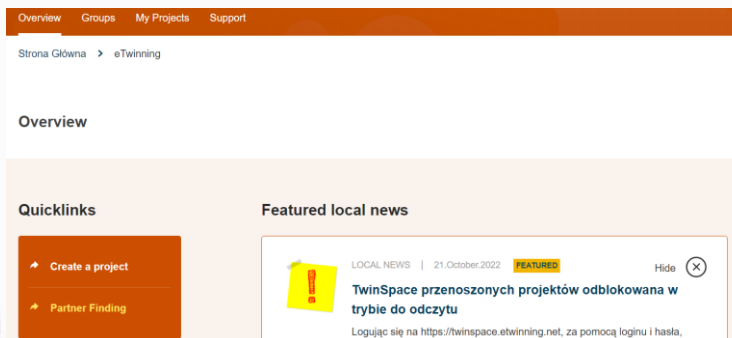 Overview Groups My Projects Support
Strona Główna > eTwinning
Overview
Quicklinks
Create a project
Partner Finding
Featured local news
LOCAL NEWS | 21.October.2022 FEATURED Hide
TwinSpace przenoszonych projektów odblokowana w
trybie do odczytu
Logując się na https://twinspace.etwinning.net, za pomocą loginu i hasła,